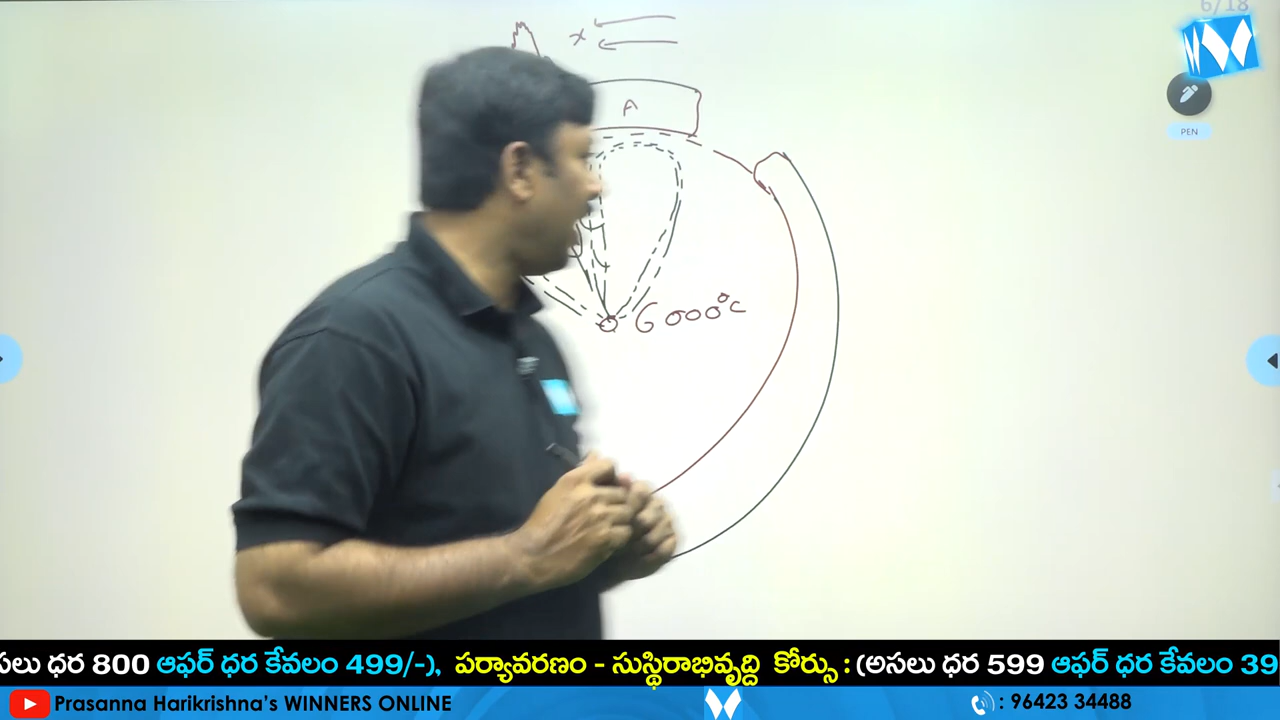 6/18
x
A
PEN
6000°C
సలు ధర 800 ఆఫర్ ధర కేవలం 499/-), పర్యావరణం - సుస్థిరాభివృద్ది కోర్సు : (అసలు ధర 599 ఆఫర్ ధర కేవలం 39
Prasanna Harikrishna's WINNERS ONLINE
: 96423 34488